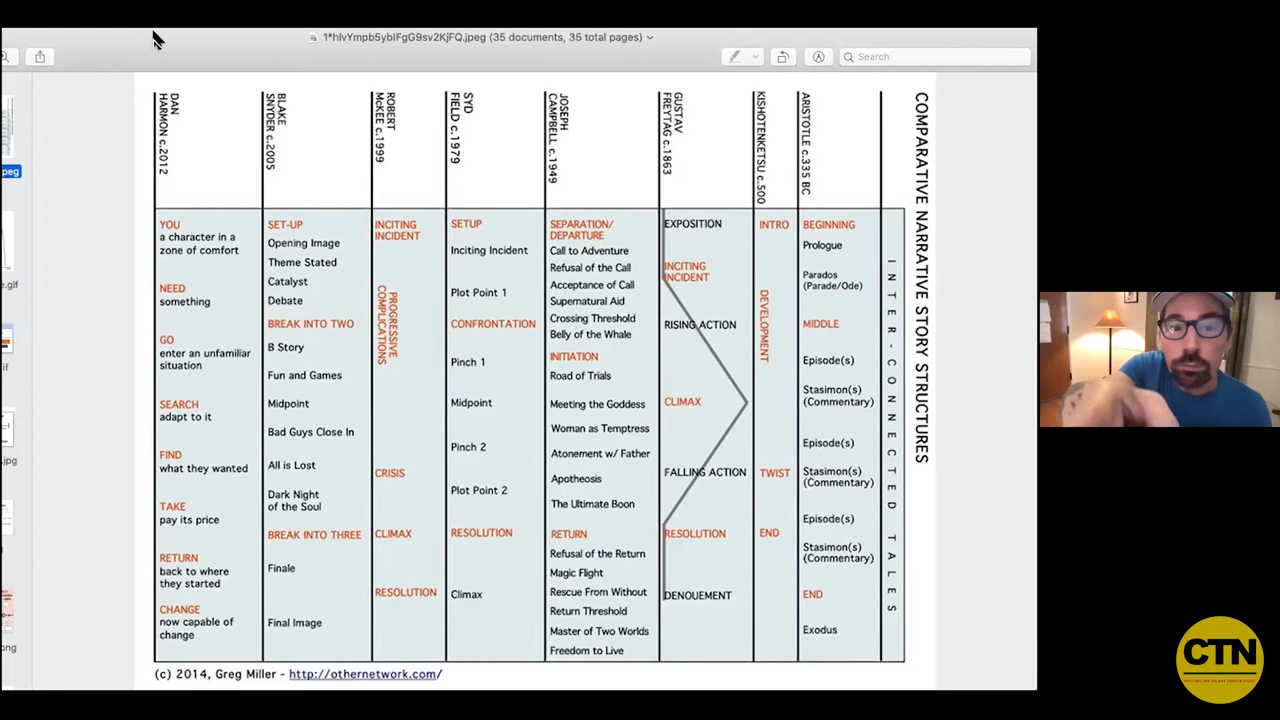 1*hlvYmpb5yblFgG9sv2KjFQ.jpeg (35 documents, 35 total pages)
Search
peg
.gif
if
.jpg
png
COMPARATIVE NARRATIVE STORY STRUCTURES
DAN
HARMON c.2012
YOU
a character in a
zone of comfort
NEED
something
GO
enter an unfamiliar
situation
SEARCH
adapt to it
FIND
what they wanted
TAKE
pay its price
RETURN
back to where
they started
CHANGE
now capable of
change
BLAKE
SNYDER c.2005
SET-UP
Opening Image
Theme Stated
Catalyst
Debate
BREAK INTO TWO
B Story
Fun and Games
Midpoint
Bad Guys Close In
All is Lost
Dark Night
of the Soul
BREAK INTO THREE
Finale
Final Image
ROBERT
McKEE c.1999
INCITING
INCIDENT
PROGRESSIVE
COMPLICATIONS
CRISIS
CLIMAX
RESOLUTION
SYD
FIELD c.1979
SETUP
Inciting Incident
Plot Point 1
CONFRONTATION
Pinch 1
Midpoint
Pinch 2
Plot Point 2
RESOLUTION
Climax
JOSEPH
CAMPBELL c.1949
SEPARATION/
DEPARTURE
Call to Adventure
Refusal of the Call
Acceptance of Call
Supernatural Aid
Crossing Threshold
Belly of the Whale
INITIATION
Road of Trials
Meeting the Goddess
Woman as Temptress
Atonement w/ Father
Apotheosis
The Ultimate Boon
RETURN
Refusal of the Return
Magic Flight
Rescue From Without
Return Threshold
Master of Two Worlds
Freedom to Live
GUSTAV
FREYTAG c.1863
EXPOSITION
INCITING
INCIDENT
RISING ACTION
CLIMAX
FALLING ACTION
RESOLUTION
DENOUEMENT
KISHOTENKETSU c.500
INTRO
DEVELOPMENT
TWIST
END
ARISTOTLE c.335 BC
BEGINNING
Prologue
Parados
(Parade/Ode)
MIDDLE
Episode(s)
Stasimon(s)
(Commentary)
Episode(s)
Stasimon(s)
(Commentary)
Episode(s)
Stasimon(s)
(Commentary)
END
Exodus
INTER-CONNECTED TALES
(c) 2014, Greg Miller - http://othernetwork.com/
CTN
PUTTING THE TALENT CENTER STAGE